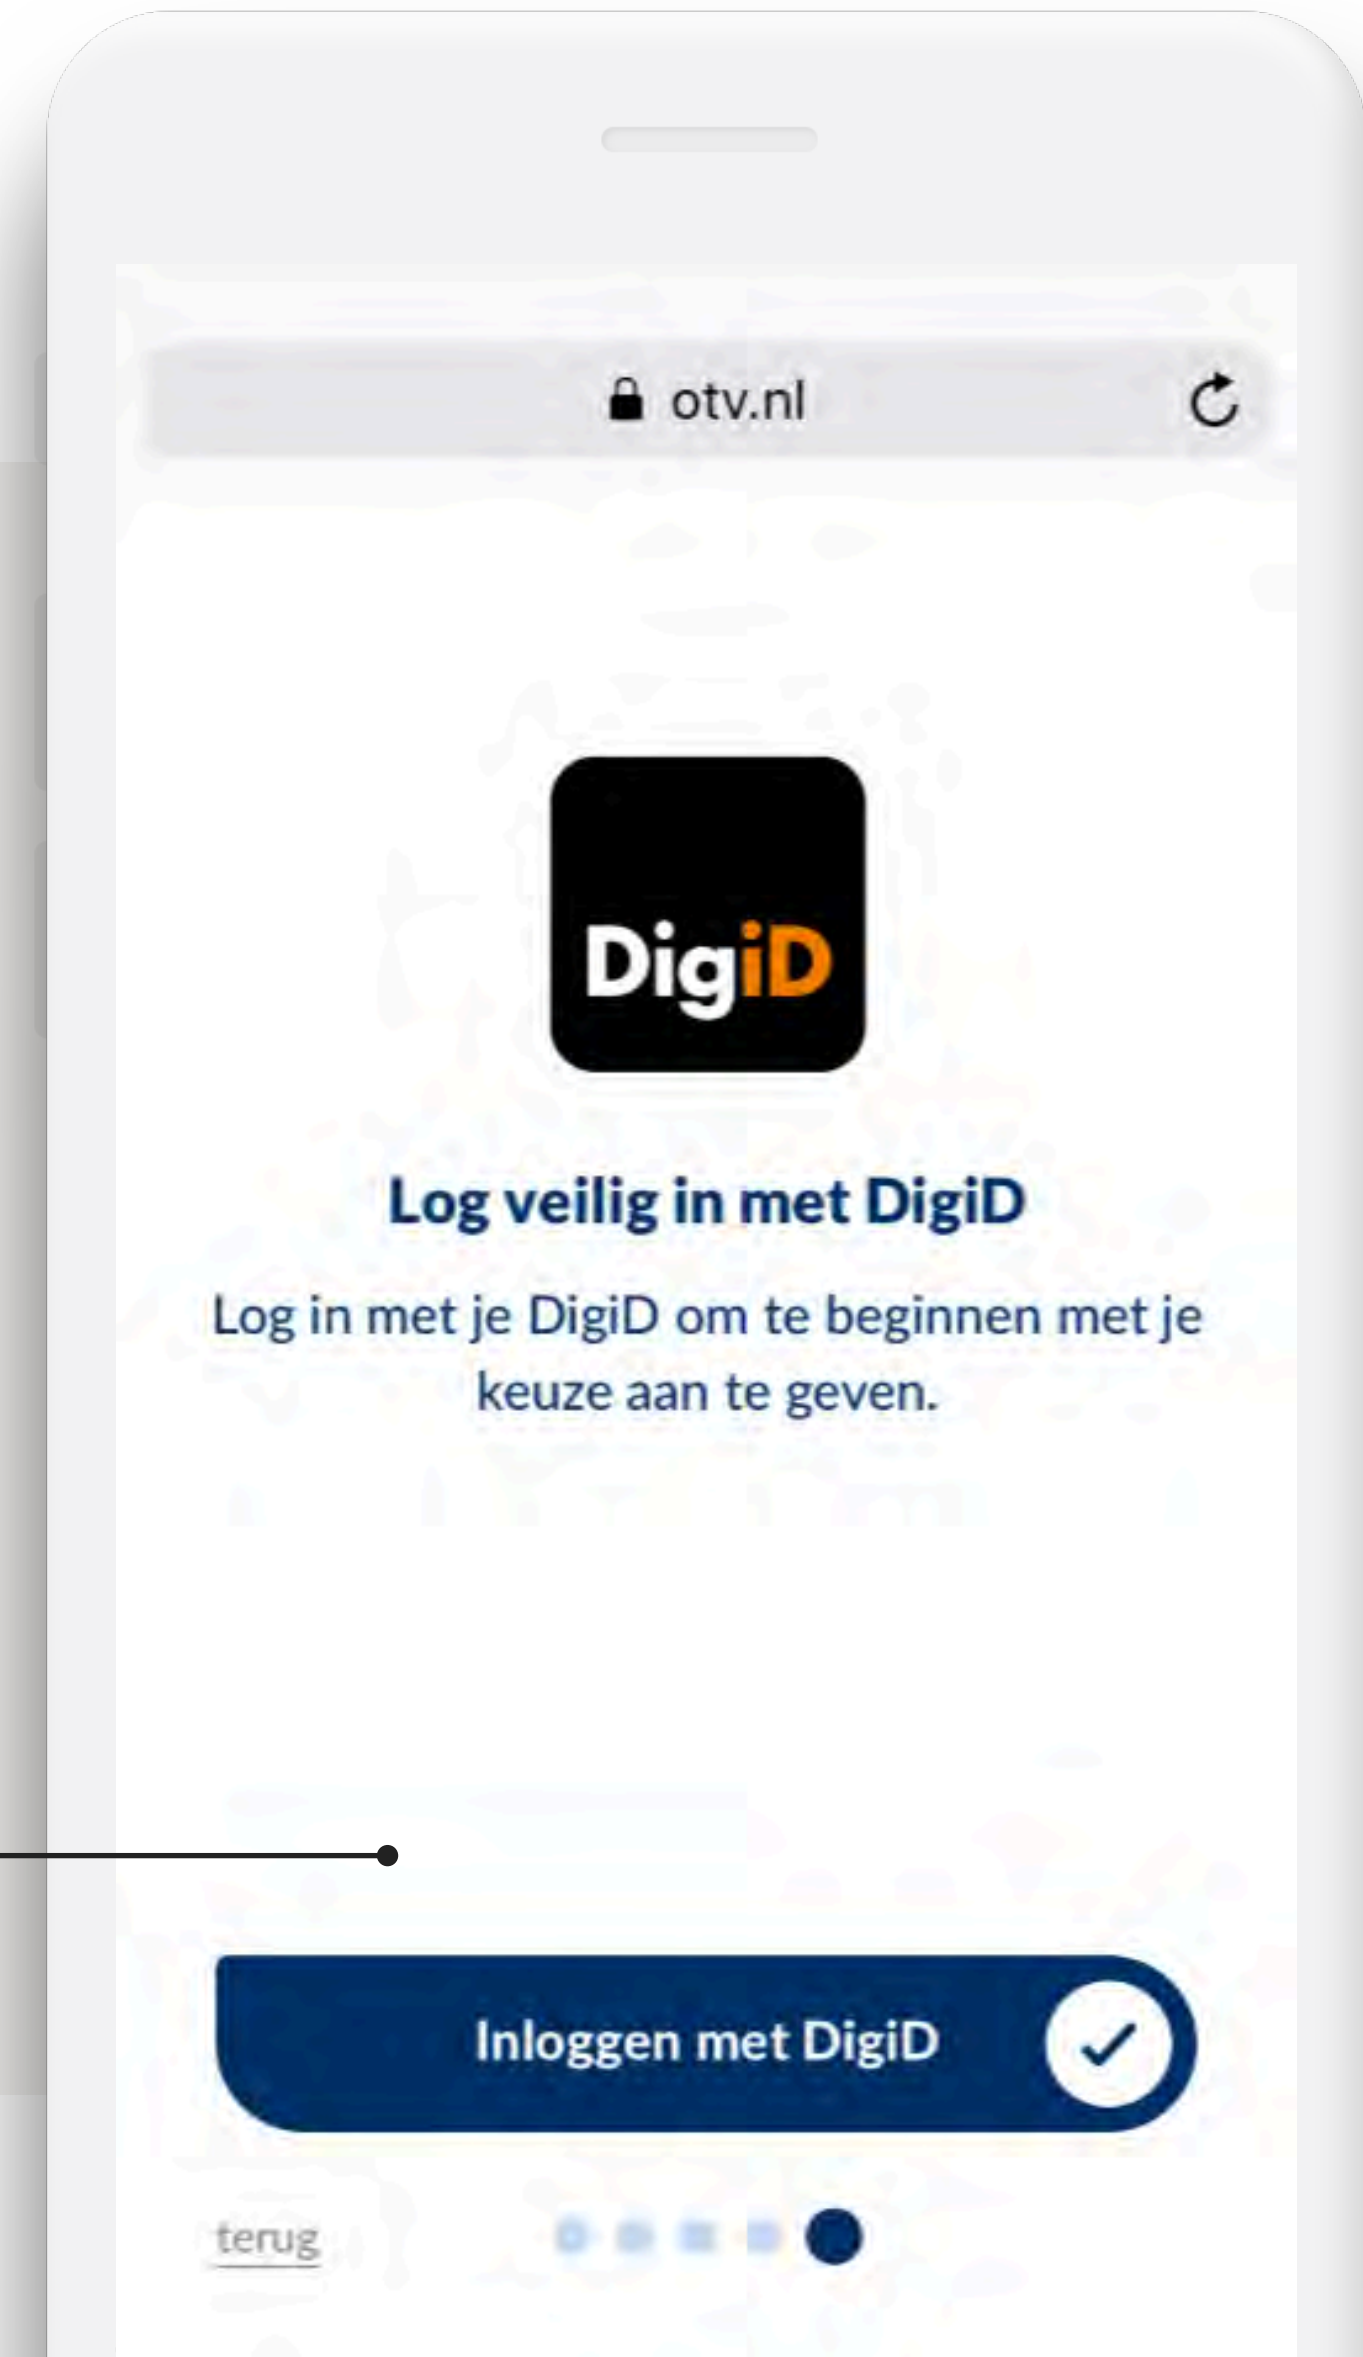 otv.nl
DigiD
Log veilig in met DigiD
Log in met je DigiD om te beginnen met je
keuze aan te geven.
Inloggen met DigiD
terug